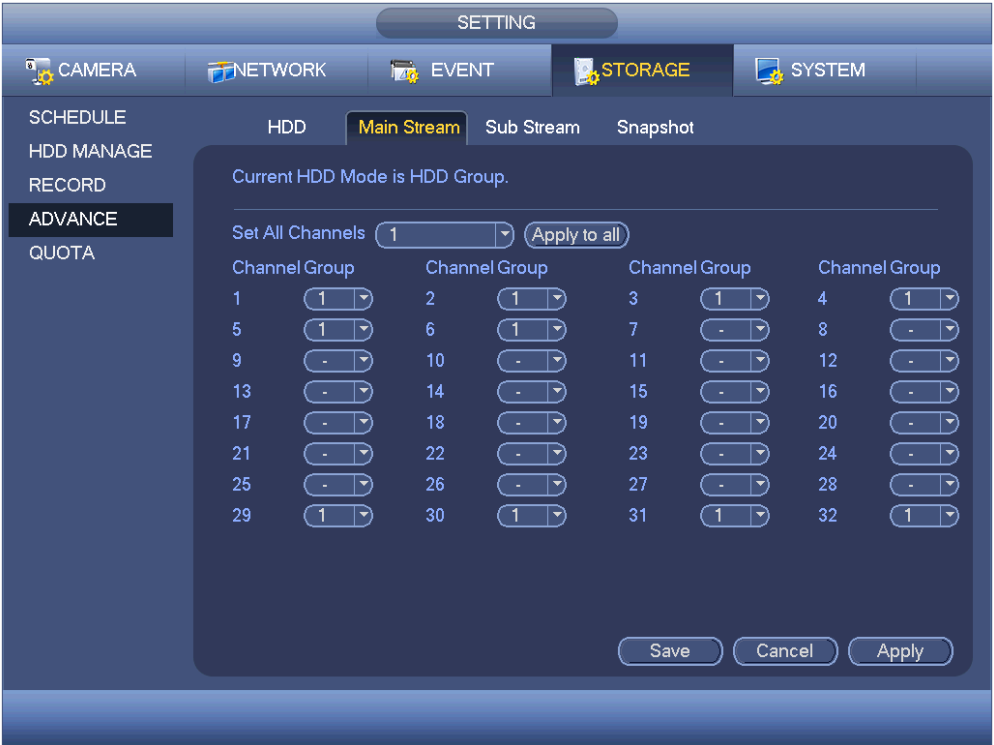 SETTING
CAMERA NETWORK EVENT STORAGE SYSTEM
SCHEDULE
HDD MANAGE
RECORD
ADVANCE
QUOTA
HDD Main Stream Sub Stream Snapshot
Current HDD Mode is HDD Group.
Set All Channels 1 Apply to all
Channel Group Channel Group Channel Group Channel Group
1 1 2 1 3 1 4 1
5 1 6 1 7 - 8 -
9 - 10 - 11 - 12 -
13 - 14 - 15 - 16 -
17 - 18 - 19 - 20 -
21 - 22 - 23 - 24 -
25 - 26 - 27 - 28 -
29 1 30 1 31 1 32 1
Save Cancel Apply